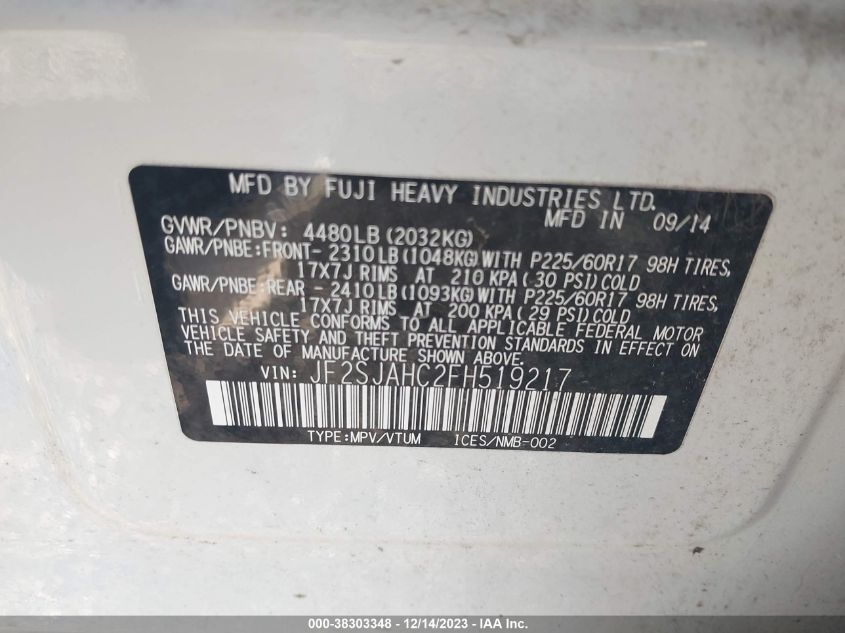 MFD BY FUJI HEAVY INDUSTRIES LTD.
MFD IN 09/14
GVWR/PNBV: 4480LB(2032KG)
GAWR/PNBE:FRONT- 2310LB(1048KG)WITH P225/60R17 98H TIRES,
17X7J RIMS AT 210 KPA( 30 PSI)COLD
GAWR/PNBE:REAR - 2410LB(1093KG)WITH P225/60R17 98H TIRES,
17X7J RIMS AT 200 KPA( 29 PSI)COLD
THIS VEHICLE CONFORMS TO ALL APPLICABLE FEDERAL MOTOR
VEHICLE SAFETY AND THEFT PREVENTION STANDARDS IN EFFECT ON
THE DATE OF MANUFACTURE SHOWN ABOVE.
VIN: JF2SJAHC2FH519217
TYPE:MPV/VTUM ICES/NMB-002
000-38303348 - 12/14/2023 - IAAI.COM